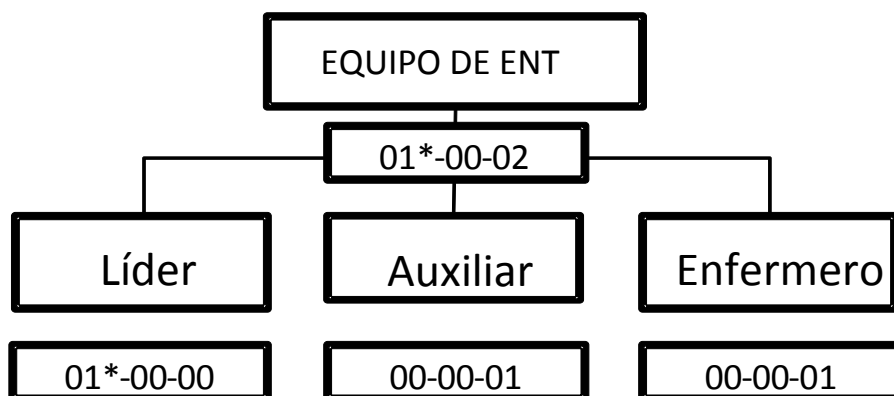 EQUIPO DE ENT
01*-00-02
Líder
Auxiliar
Enfermero
01*-00-00
00-00-01
00-00-01